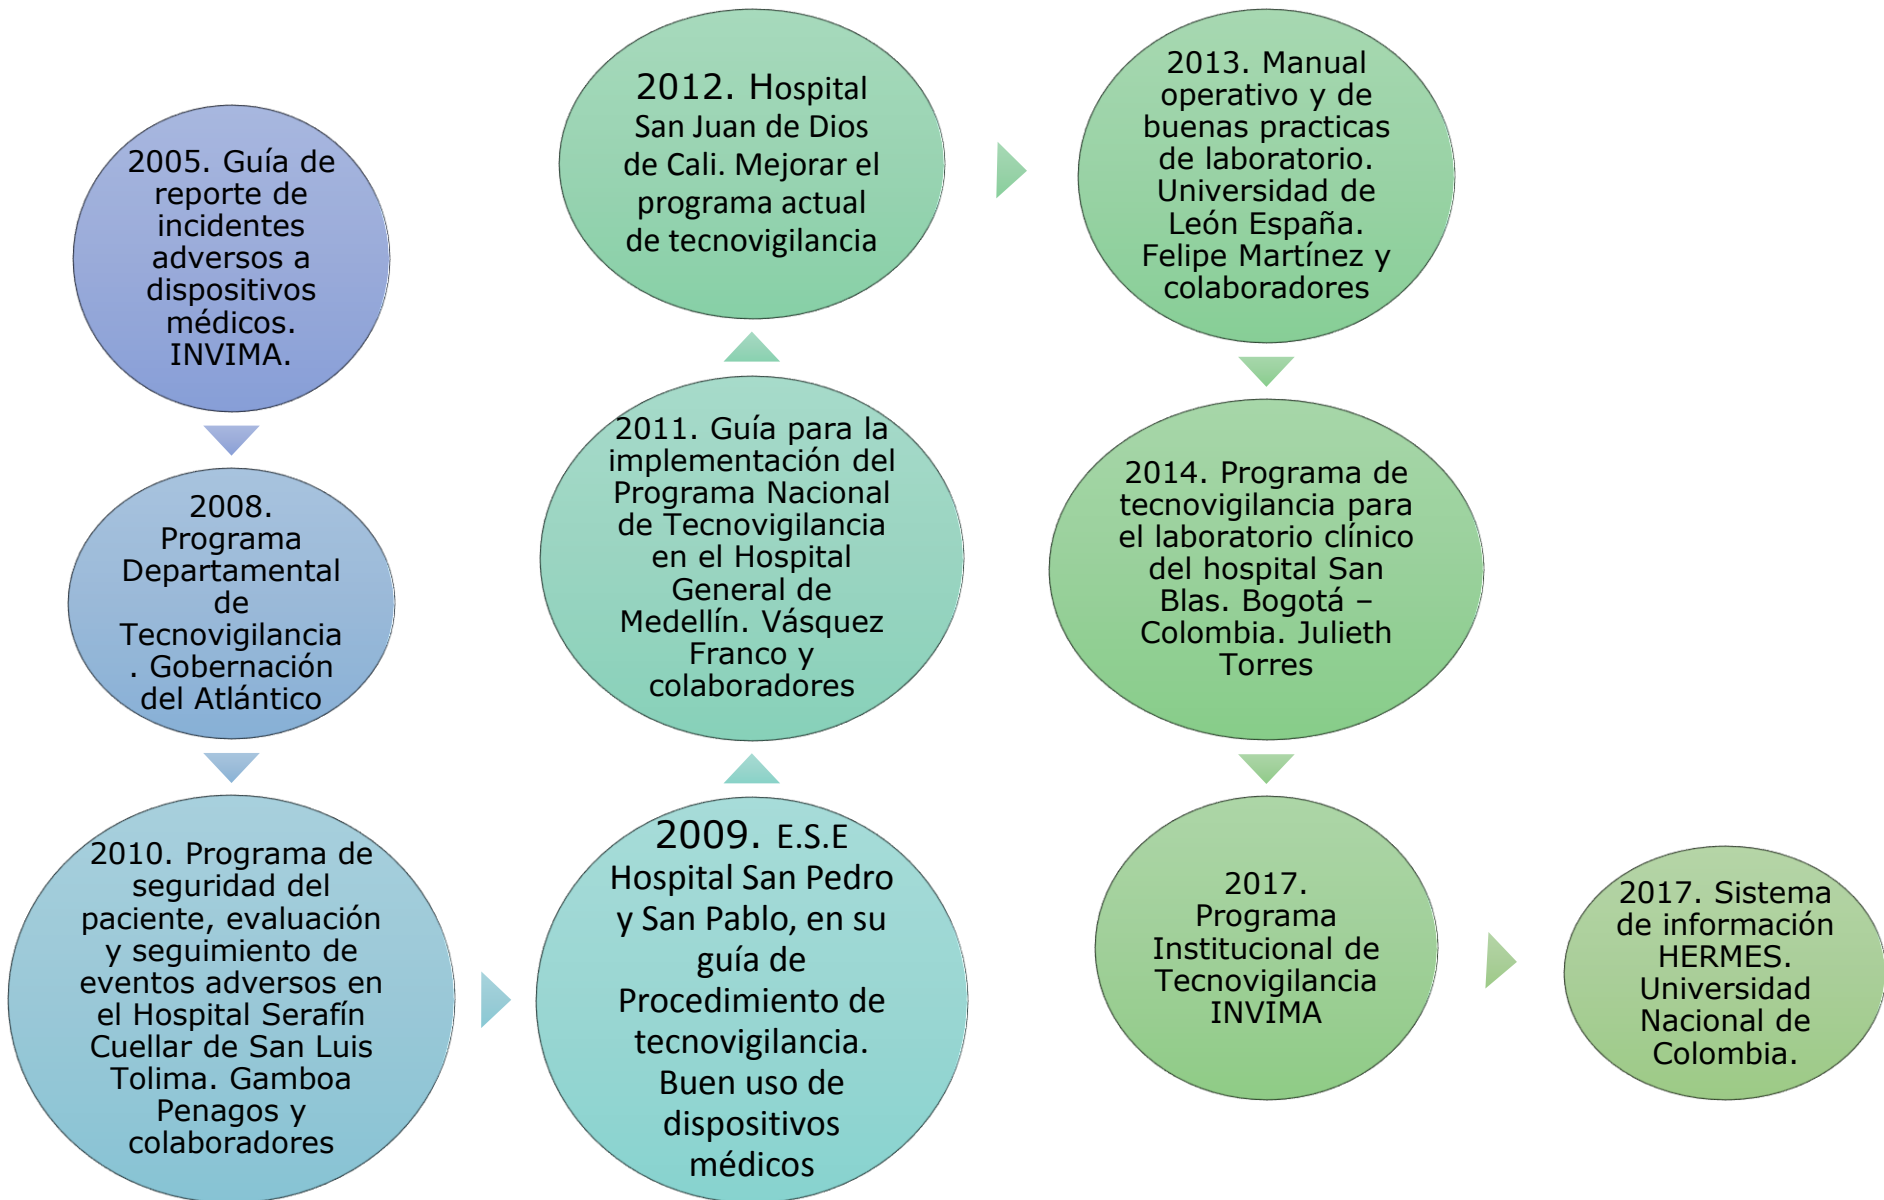 2005. Guía de
reporte de
incidentes
adversos a
dispositivos
médicos.
INVIMA.
2008.
Programa
Departamental
de
Tecnovigilancia
. Gobernación
del Atlántico
2010. Programa de
seguridad del
paciente, evaluación
y seguimiento de
eventos adversos en
el Hospital Serafín
Cuellar de San Luis
Tolima. Gamboa
Penagos y
colaboradores
2009. E.S.E
Hospital San Pedro
y San Pablo, en su
guía de
Procedimiento de
tecnovigilancia.
Buen uso de
dispositivos
médicos
2011. Guía para la
implementación del
Programa Nacional
de Tecnovigilancia
en el Hospital
General de
Medellín. Vásquez
Franco y
colaboradores
2012. Hospital
San Juan de Dios
de Cali. Mejorar el
programa actual
de tecnovigilancia
2013. Manual
operativo y de
buenas practicas
de laboratorio.
Universidad de
León España.
Felipe Martínez y
colaboradores
2014. Programa de
tecnovigilancia para
el laboratorio clínico
del hospital San
Blas. Bogotá –
Colombia. Julieth
Torres
2017.
Programa
Institucional de
Tecnovigilancia
INVIMA
2017. Sistema
de información
HERMES.
Universidad
Nacional de
Colombia.